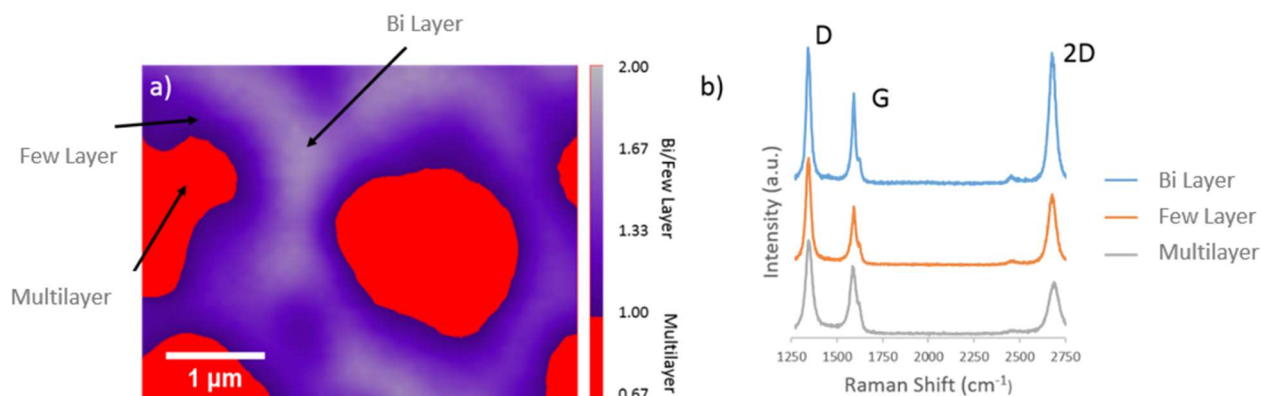 Bi Layer
a)
Few Layer
Multilayer
1 μm
2.00
1.67
1.33
1.00
0.67
Bi/Few Layer
Multilayer
b)
D
G
2D
Intensity (a.u.)
1250 1500 1750 2000 2250 2500 2750
Raman Shift (cm⁻¹)
Bi Layer
Few Layer
Multilayer